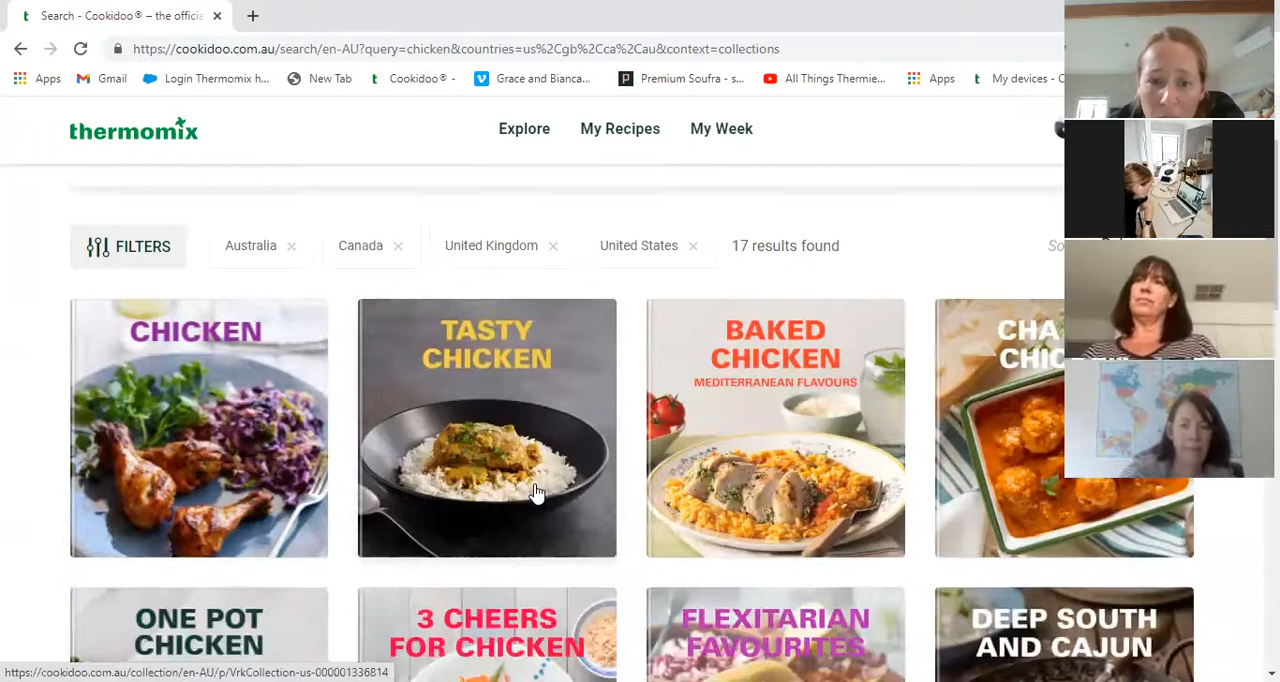 Search - Cookidoo® – the officia
https://cookidoo.com.au/search/en-AU?query=chicken&countries=us%2Cgb%2Cca%2Cau&context=collections
Apps Gmail Login Thermomix h... New Tab Cookidoo® - Grace and Bianca... Premium Soufra - s... All Things Thermie... Apps My devices - C
thermomix Explore My Recipes My Week
FILTERS Australia Canada United Kingdom United States 17 results found So
CHICKEN
TASTY
CHICKEN
BAKED
CHICKEN
MEDITERRANEAN FLAVOURS
CHA
CHIC
ONE POT
CHICKEN
3 CHEERS
FOR CHICKEN
FLEXITARIAN
FAVOURITES
DEEP SOUTH
AND CAJUN
https://cookidoo.com.au/collection/en-AU/p/VrkCollection-us-000001336814